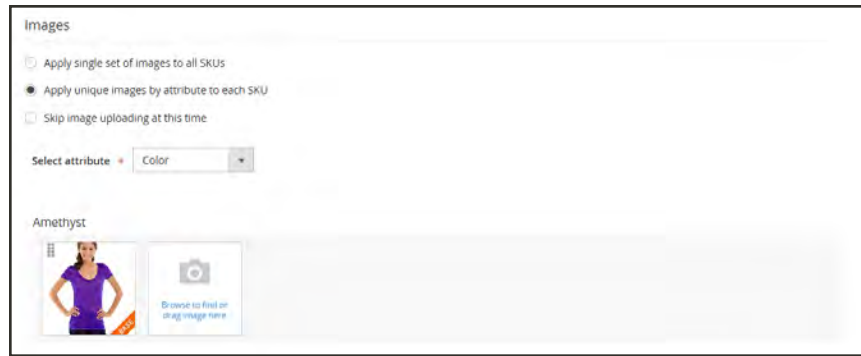 Images
Apply single set of images to all SKUs
Apply unique images by attribute to each SKU
Skip image uploading at this time
Select attribute *
Color
Amethyst
BASE
Browse to find or
drag image here